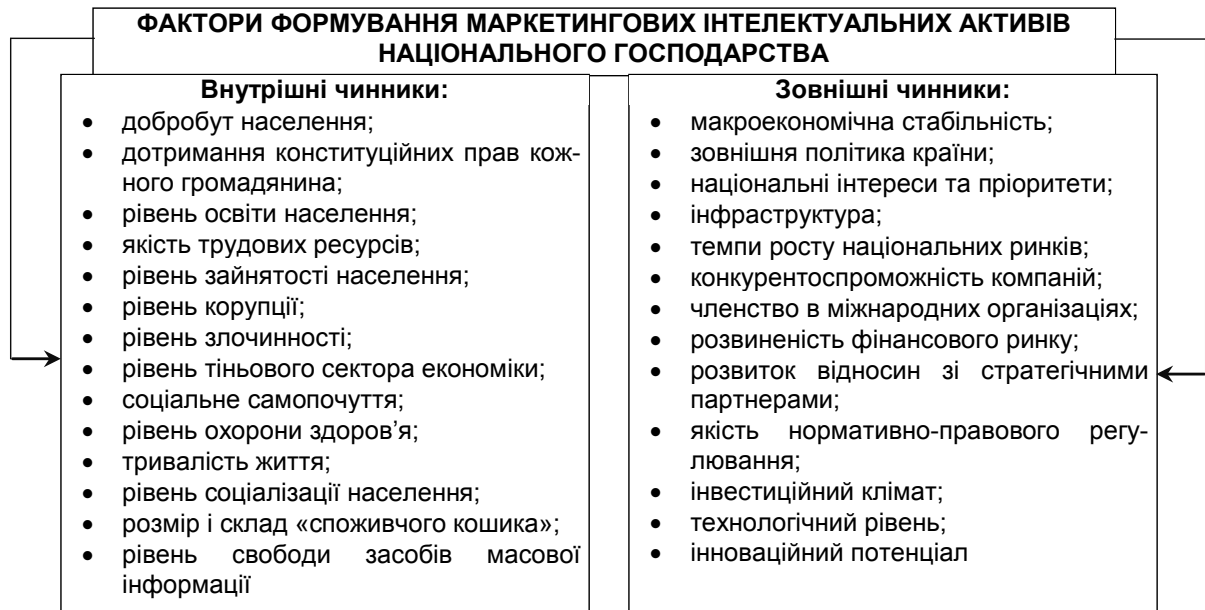 ФАКТОРИ ФОРМУВАННЯ МАРКЕТИНГОВИХ ІНТЕЛЕКТУАЛЬНИХ АКТИВІВ
НАЦІОНАЛЬНОГО ГОСПОДАРСТВА
Внутрішні чинники:
• добробут населення;
• дотримання конституційних прав кож-
ного громадянина;
• рівень освіти населення;
• якість трудових ресурсів;
• рівень зайнятості населення;
• рівень корупції;
• рівень злочинності;
• рівень тіньового сектора економіки;
• соціальне самопочуття;
• рівень охорони здоров’я;
• тривалість життя;
• рівень соціалізації населення;
• розмір і склад «споживчого кошика»;
• рівень свободи засобів масової
інформації
Зовнішні чинники:
• макроекономічна стабільність;
• зовнішня політика країни;
• національні інтереси та пріоритети;
• інфраструктура;
• темпи росту національних ринків;
• конкурентоспроможність компаній;
• членство в міжнародних організаціях;
• розвиненість фінансового ринку;
• розвиток відносин зі стратегічними
партнерами;
• якість нормативно-правового регу-
лювання;
• інвестиційний клімат;
• технологічний рівень;
• інноваційний потенціал